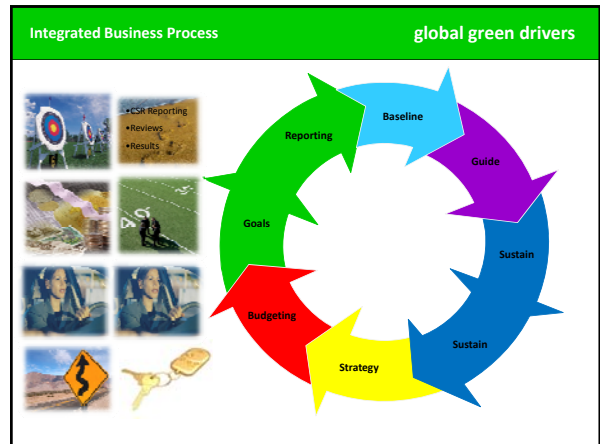 Integrated Business Process
global green drivers
•CSR Reporting
•Reviews
•Results
Baseline
Guide
Sustain
Sustain
Strategy
Budgeting
Goals
Reporting